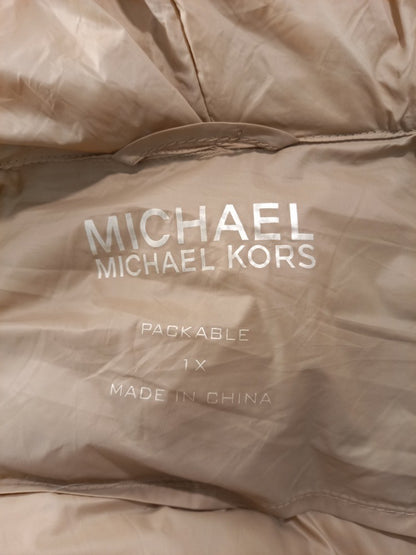 MICHAEL
MICHAEL KORS
PACKABLE
1X
MADE IN CHINA